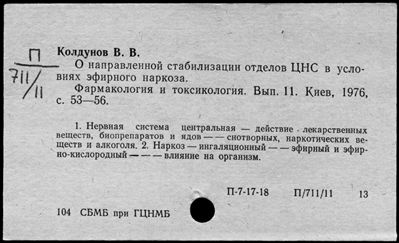 П
711/11
Колдунов В. В.
О направленной стабилизации отделов ЦНС в усло-
виях эфирного наркоза.
Фармакология и токсикология. Вып. 11. Киев, 1976,
с. 53—56.
1. Нервная система центральная — действие лекарственных
веществ, биопрепаратов и ядов — — снотворных, наркотических ве-
ществ и алкоголя. 2. Наркоз — ингаляционный — — эфирный и эфир-
но-кислородный — — — влияние на организм.
П-7-17-18 П/711/11 13
104 СБМБ при ГЦНМБ